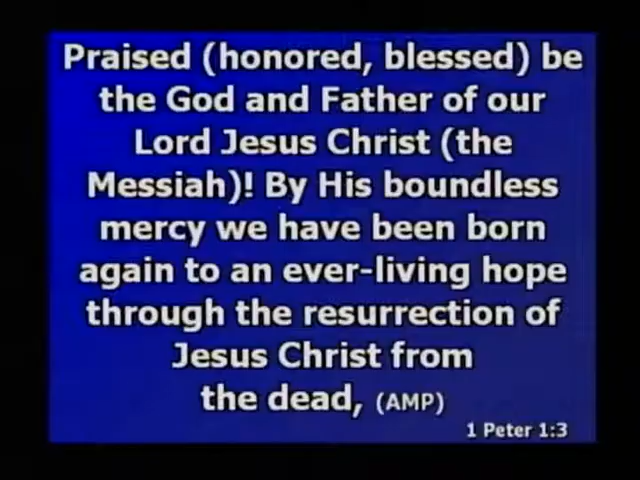 Praised (honored, blessed) be
the God and Father of our
Lord Jesus Christ (the
Messiah)! By His boundless
mercy we have been born
again to an ever-living hope
through the resurrection of
Jesus Christ from
the dead, (AMP)
1 Peter 1:3